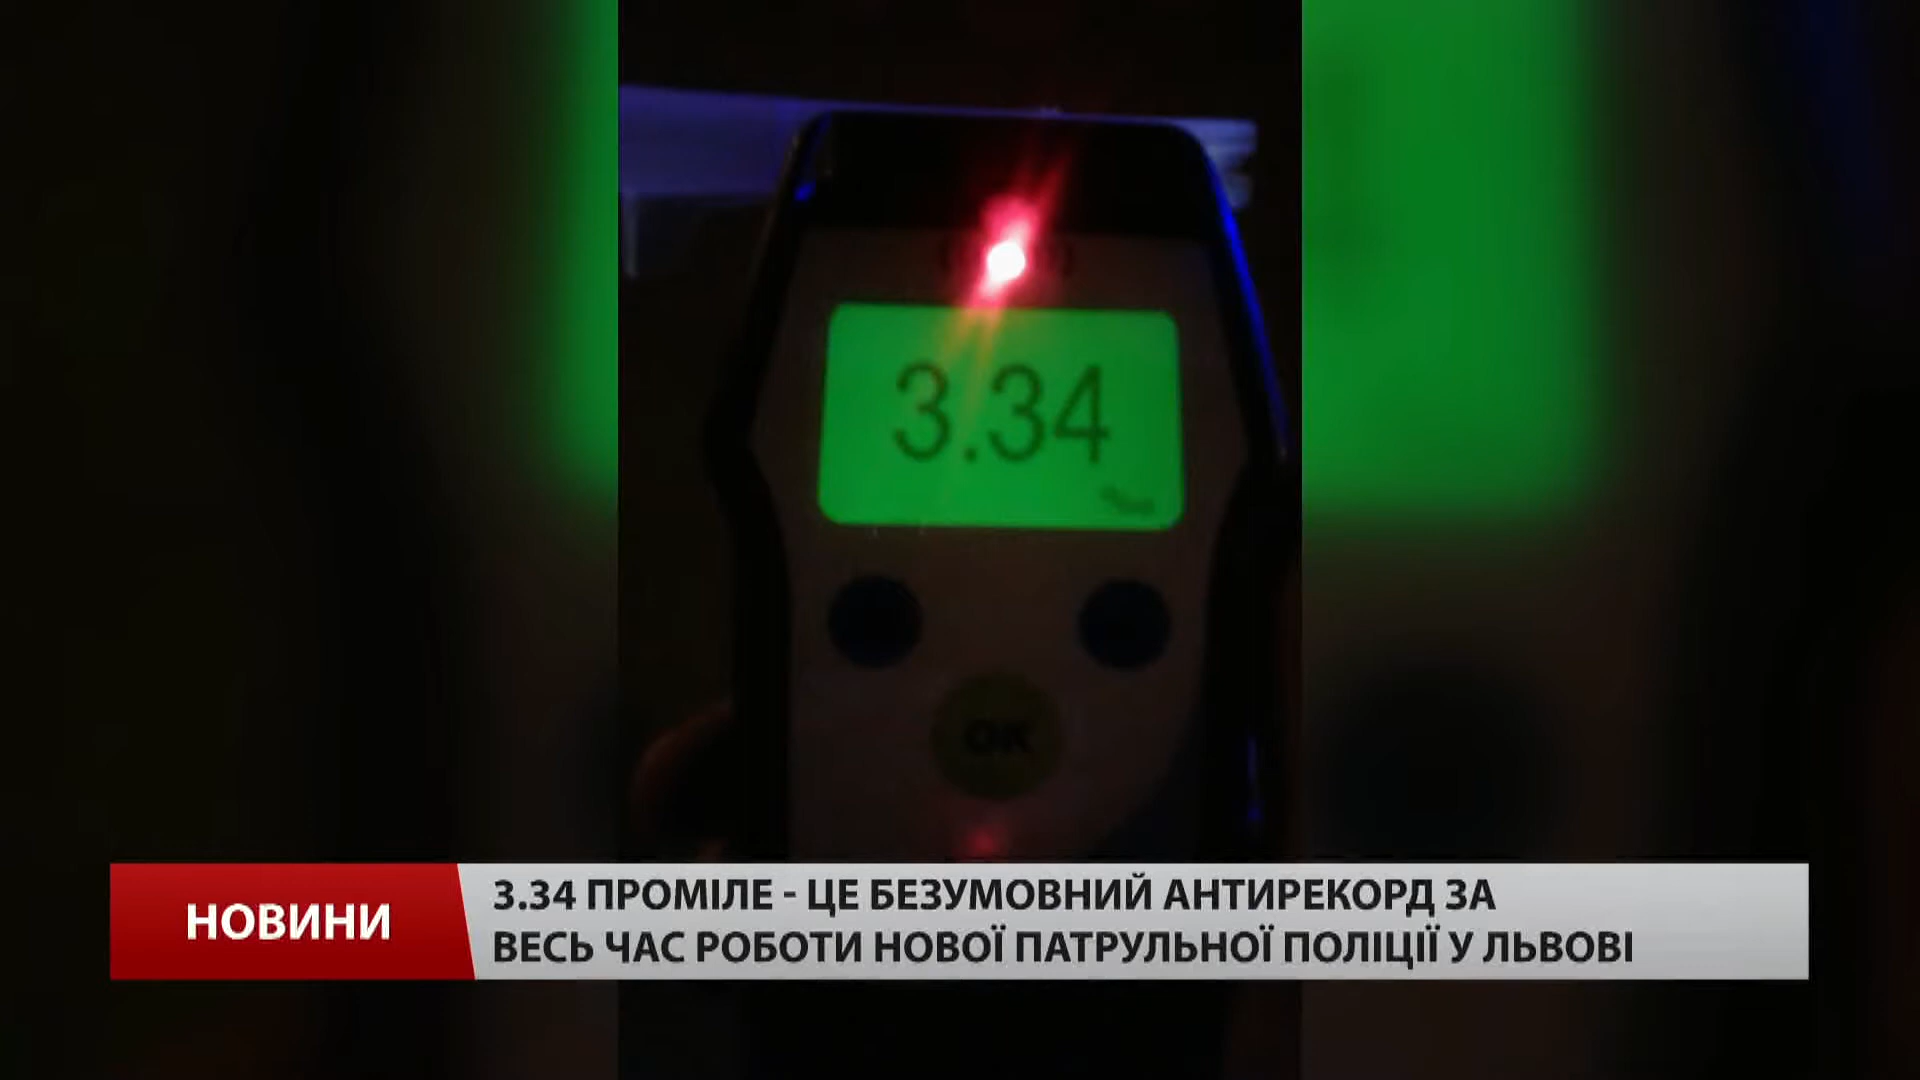 3.34
OK
НОВИНИ
3.34 ПРОМІЛЕ - ЦЕ БЕЗУМОВНИЙ АНТИРЕКОРД ЗА
ВЕСЬ ЧАС РОБОТИ НОВОЇ ПАТРУЛЬНОЇ ПОЛІЦІЇ У ЛЬВОВІ